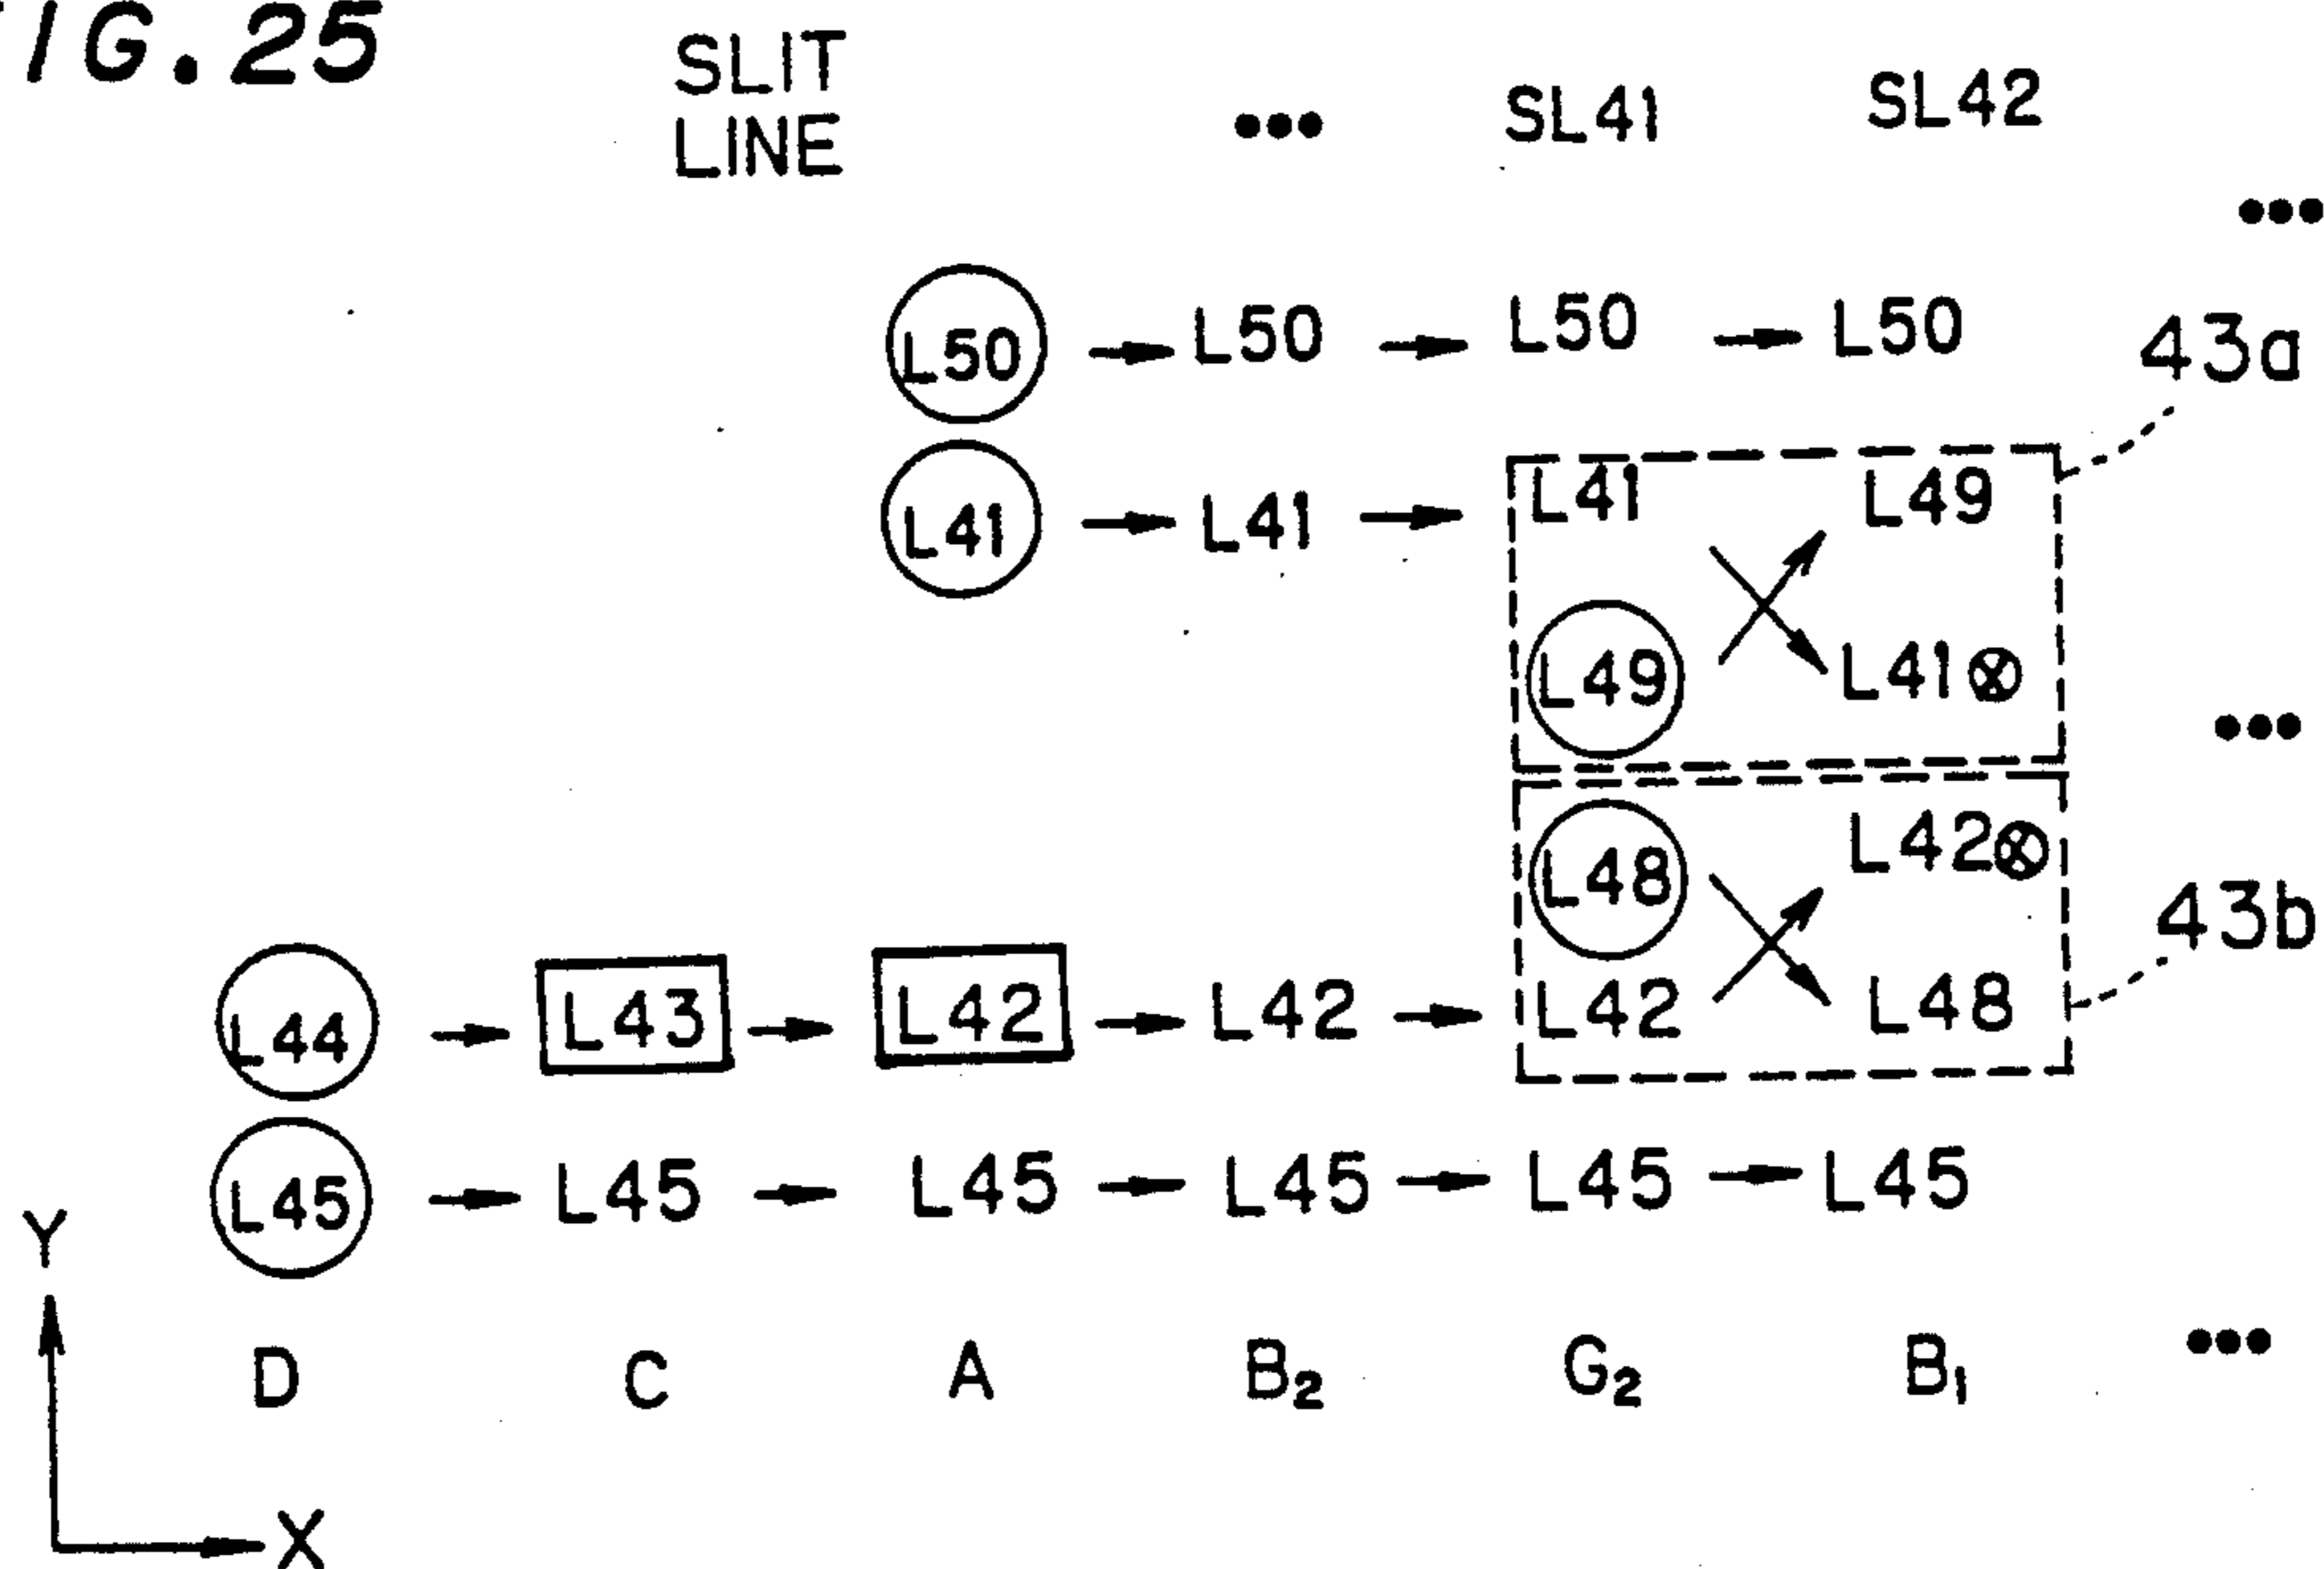 FIG. 25
SLIT
LINE
••• SL41 SL42
•••
L50 L50 L50 L50
43a
L41 L41 L41 L49
L49 L41⊗
•••
L48 L42⊗
43b
L44 L43 L42 L42 L42 L48
L45 L45 L45 L45 L45 L45
Y
D C A B2 G2 B1 •••
X